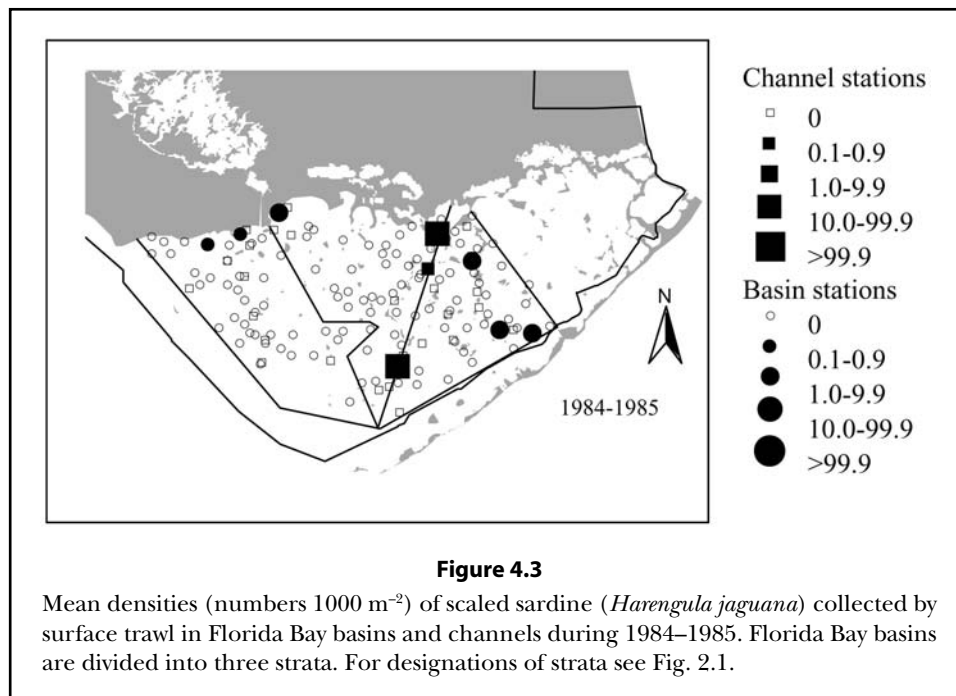 Channel stations
0
0.1-0.9
1.0-9.9
10.0-99.9
>99.9
Basin stations
0
0.1-0.9
1.0-9.9
10.0-99.9
>99.9
N
1984-1985
Figure 4.3
Mean densities (numbers 1000 m⁻²) of scaled sardine (Harengula jaguana) collected by
surface trawl in Florida Bay basins and channels during 1984–1985. Florida Bay basins
are divided into three strata. For designations of strata see Fig. 2.1.